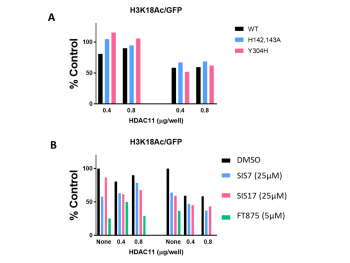 H3K18Ac/GFP
A
WT
H142,143A
Y304H
% Control
100
50
0
0.4 0.8 0.4 0.8
HDAC11 (µg/well)
H3K18Ac/GFP
B
DMSO
SIS7 (25µM)
SIS17 (25µM)
FT875 (5µM)
% Control
100
50
0
None 0.4 0.8 None 0.4 0.8
HDAC11 (µg/well)